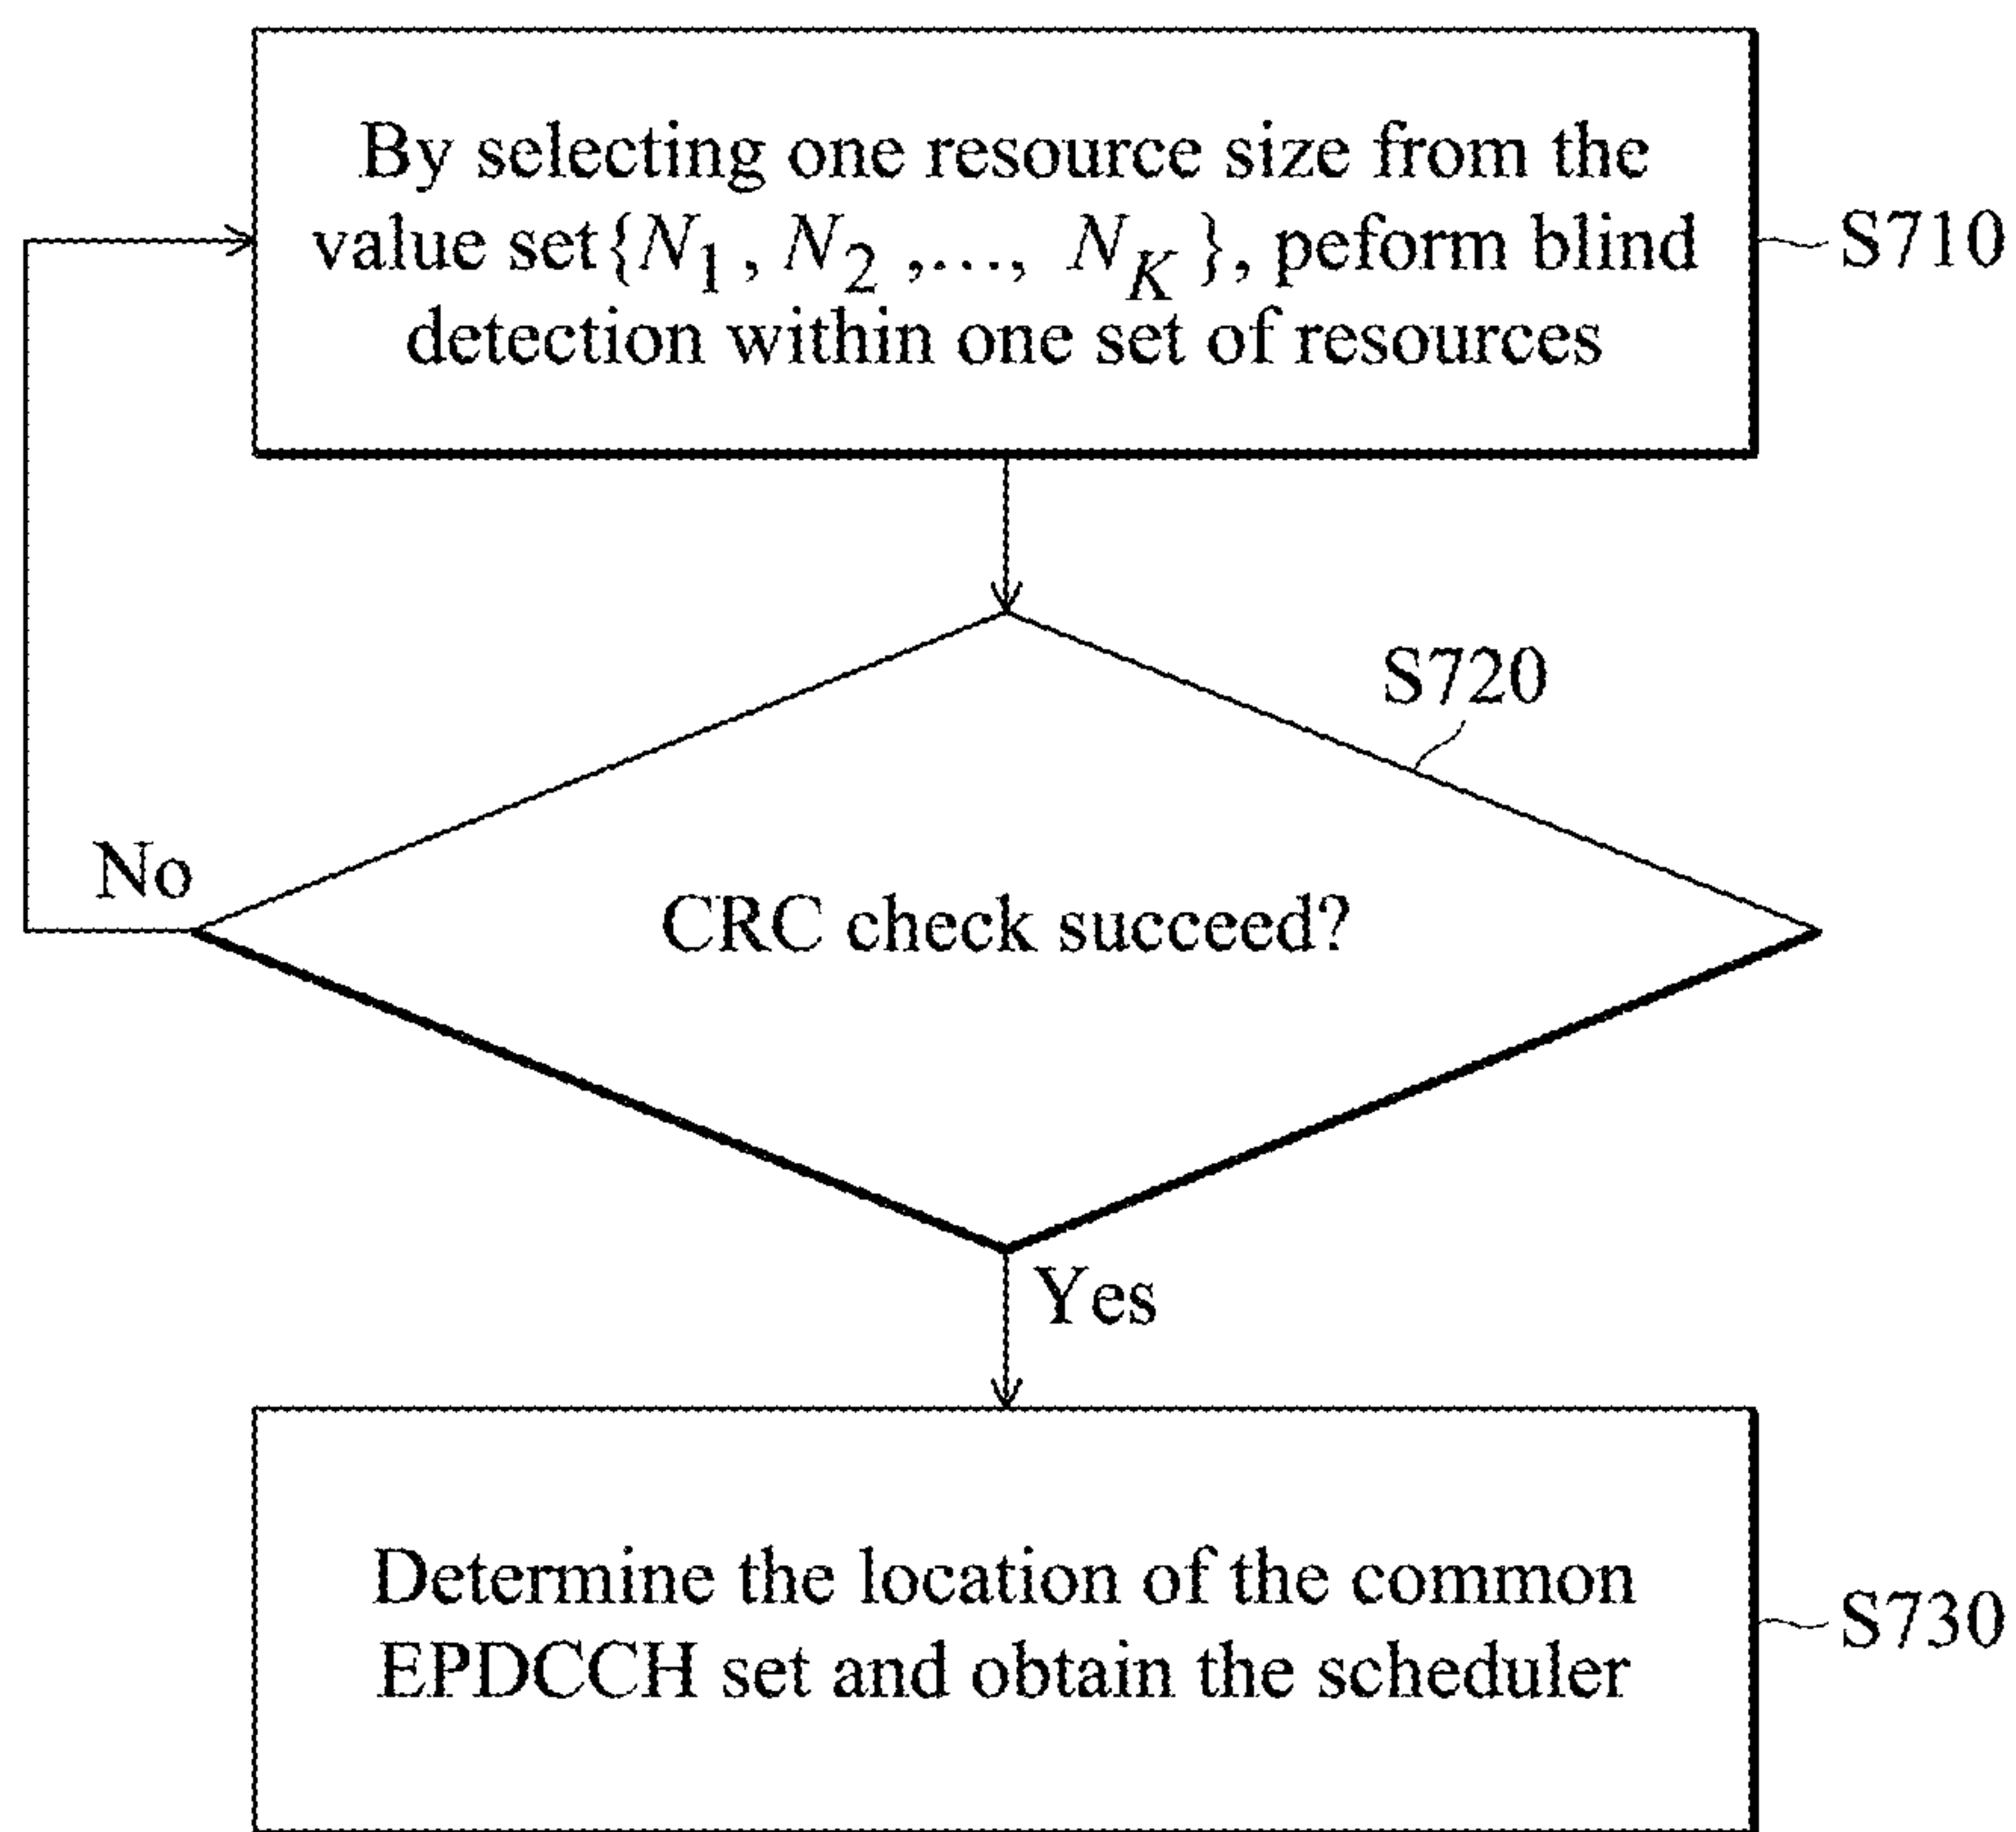 By selecting one resource size from the
value set{N1 , N2 ,..., NK }, peform blind
detection within one set of resources
S710
S720
No
CRC check succeed?
Yes
Determine the location of the common
EPDCCH set and obtain the scheduler
S730